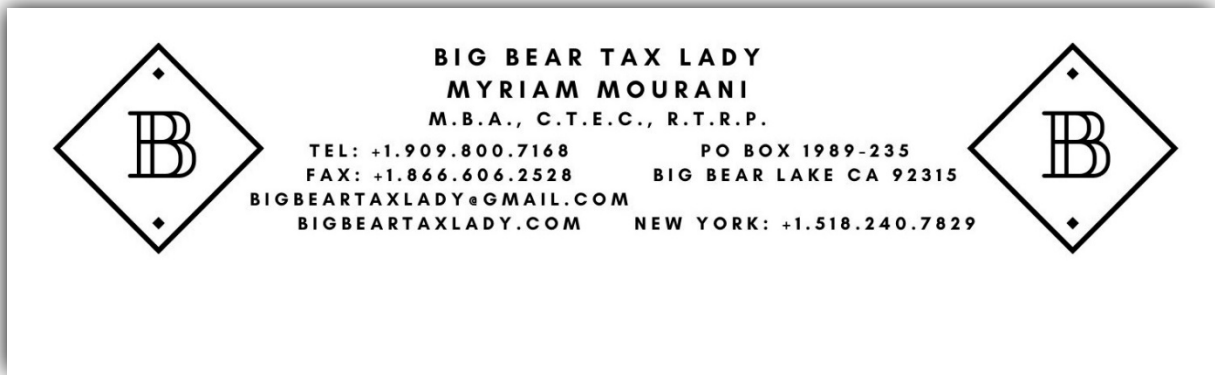 BIG BEAR TAX LADY
MYRIAM MOURANI
M.B.A., C.T.E.C., R.T.R.P.
TEL: +1.909.800.7168 PO BOX 1989-235
FAX: +1.866.606.2528 BIG BEAR LAKE CA 92315
BIGBEARTAXLADY@GMAIL.COM
BIGBEARTAXLADY.COM NEW YORK: +1.518.240.7829
B
B